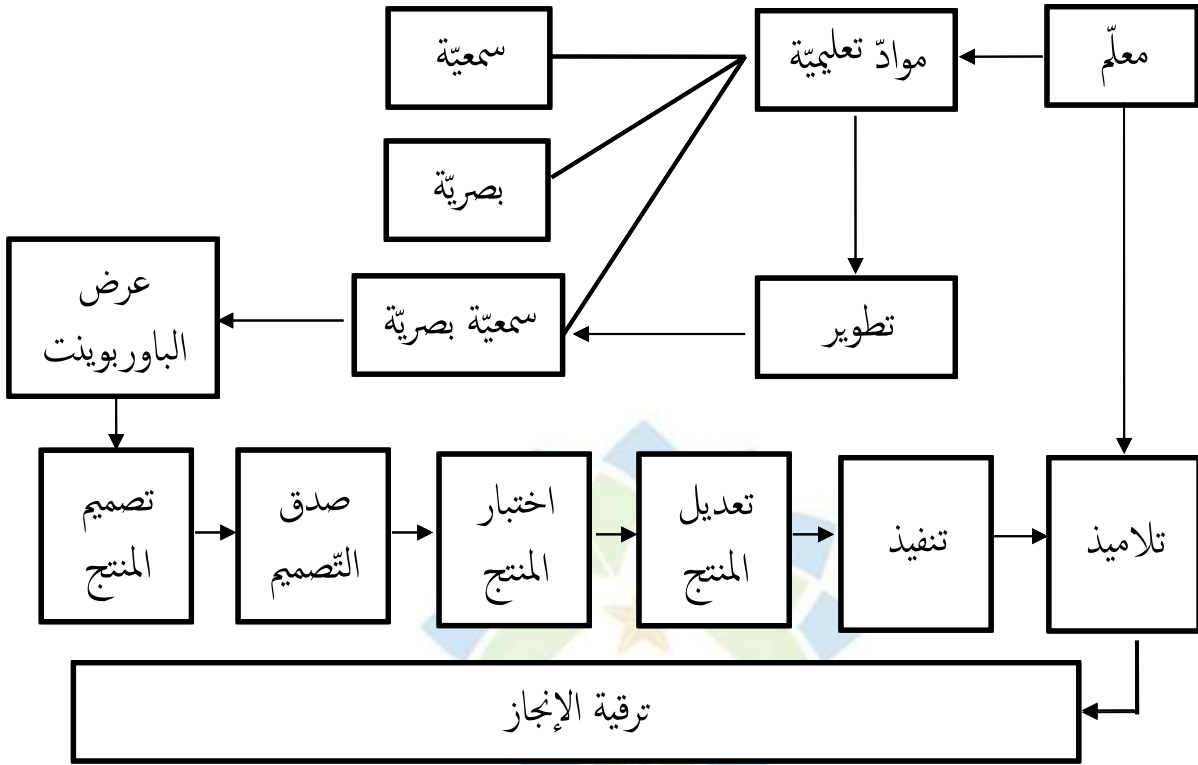 معلّم
موادّ تعليميّة
سمعيّة
بصريّة
تطوير
سمعيّة بصريّة
عرض
الباوربوينت
تصميم
المنتج
صدق
التّصميم
اختبار
المنتج
تعديل
المنتج
تنفيذ
تلاميذ
ترقية الإنجاز